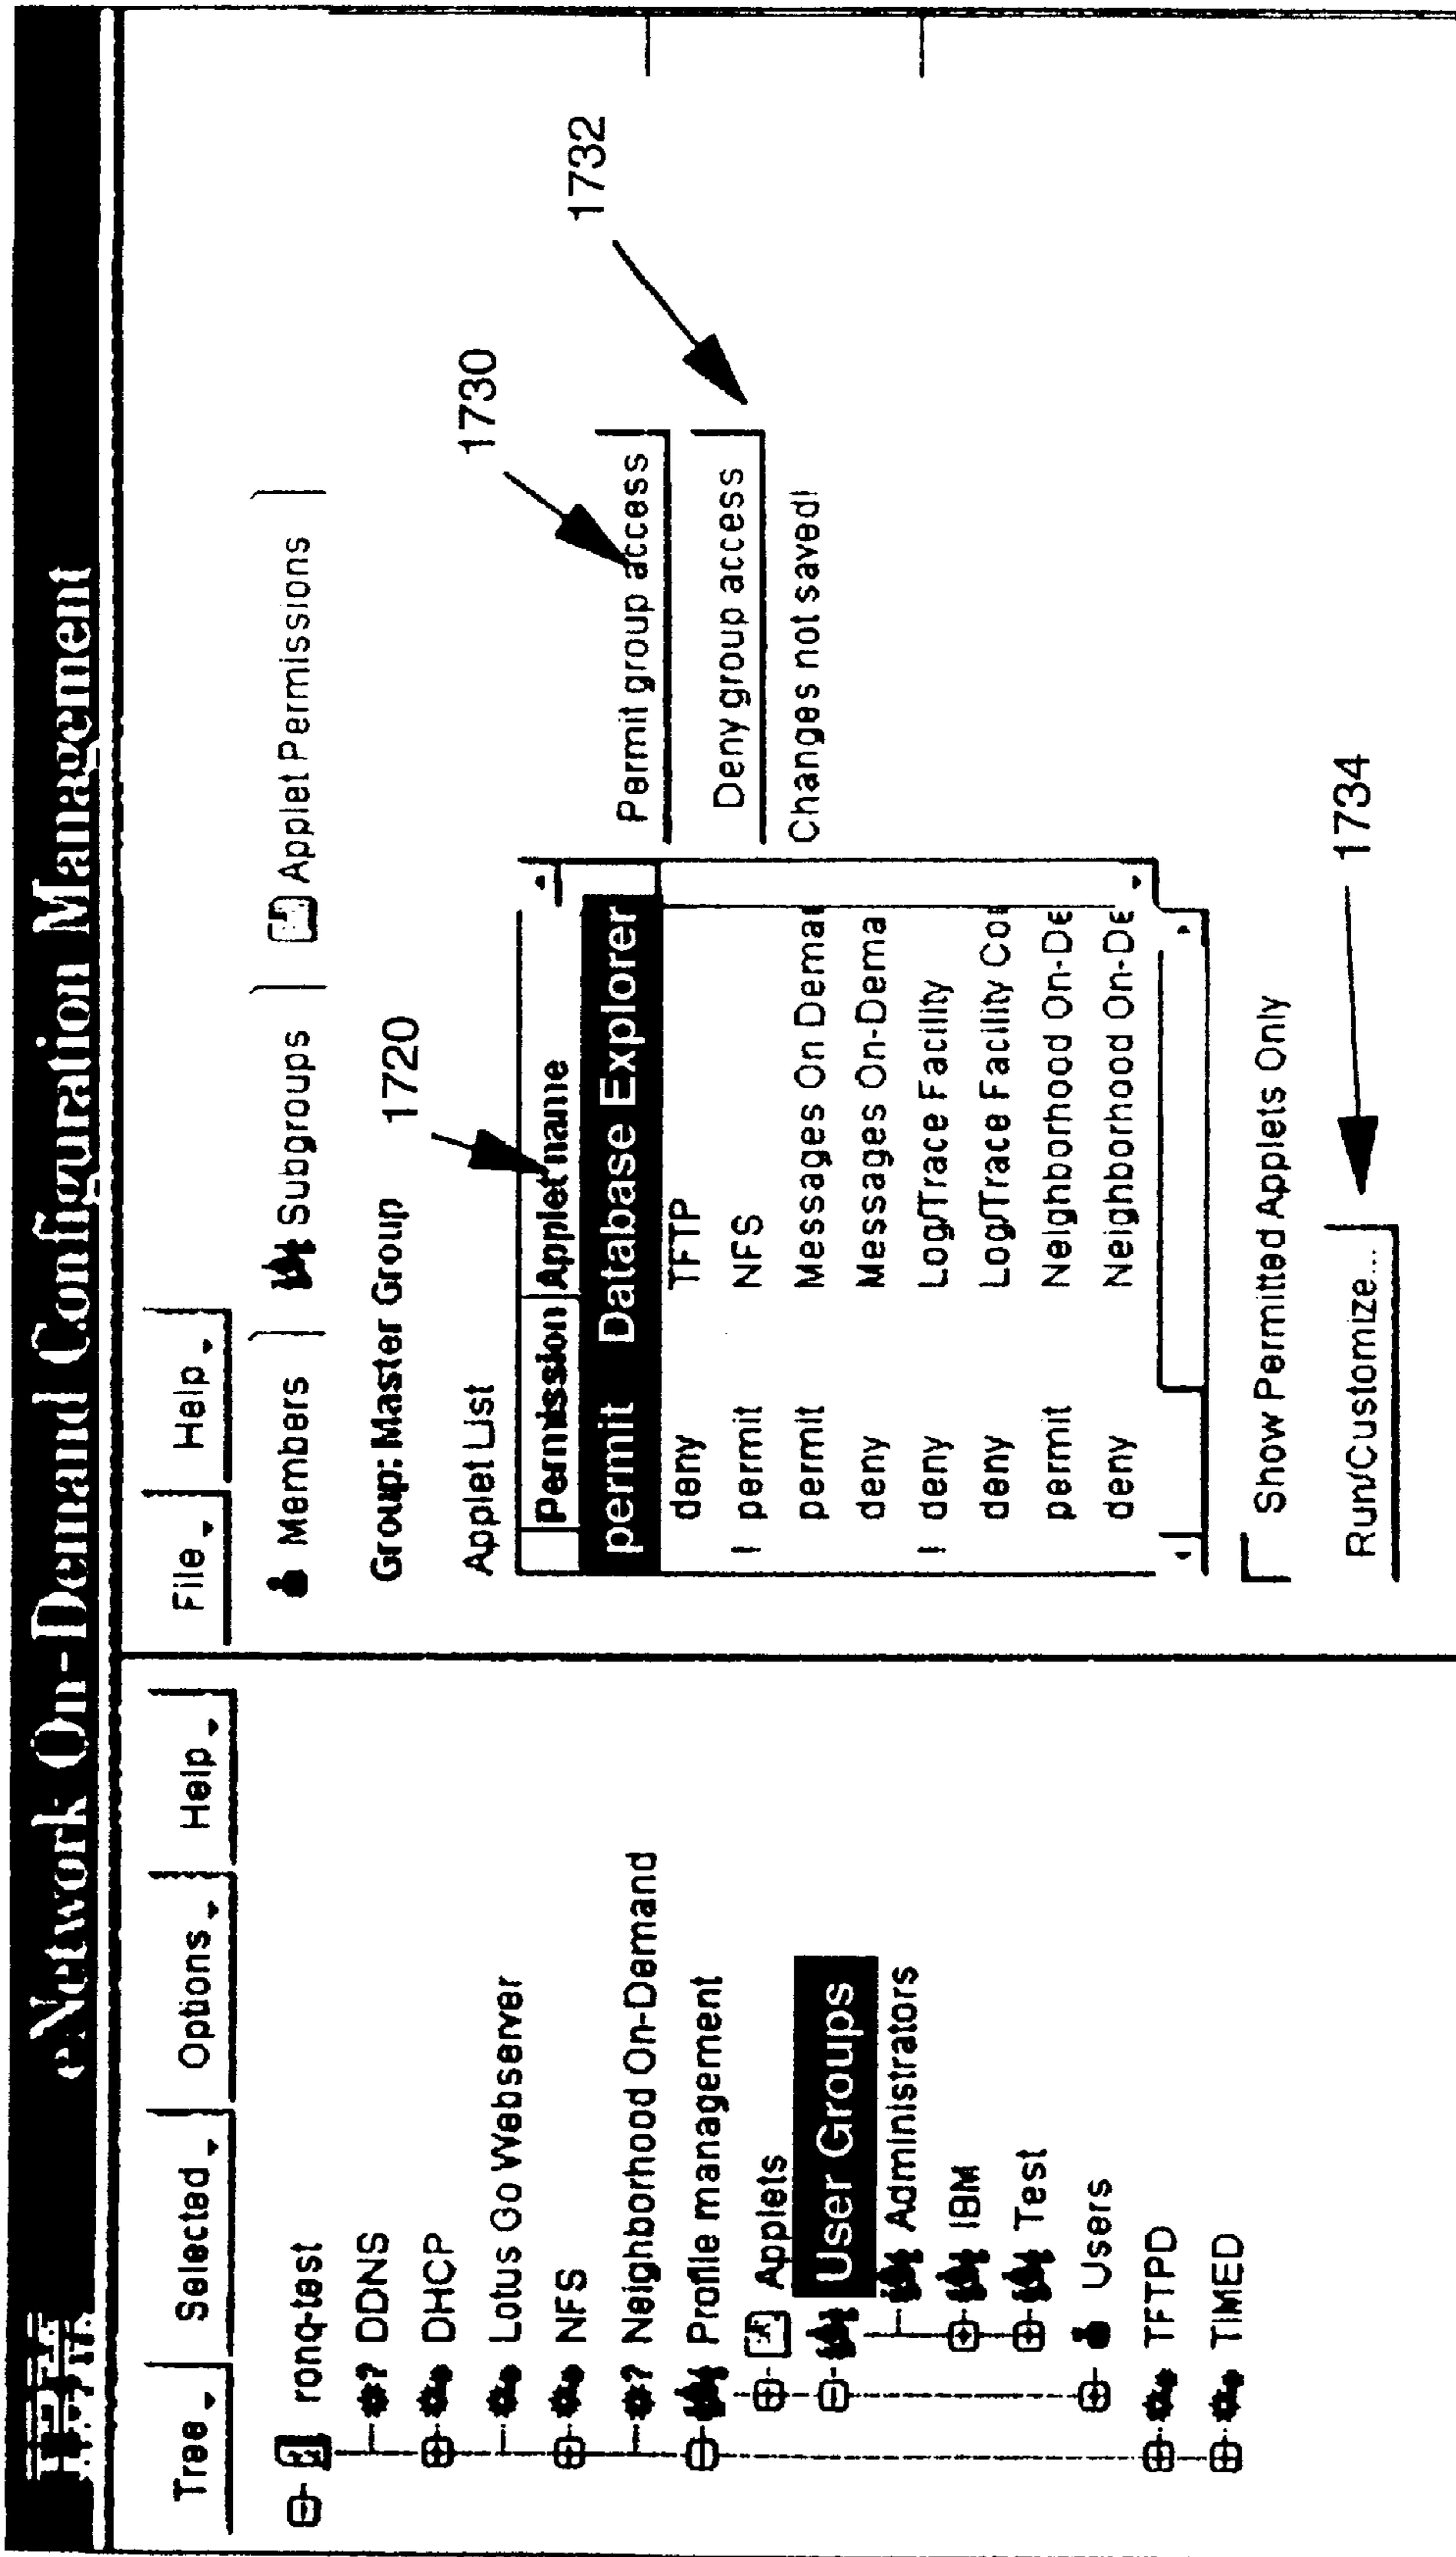 IBM eNetwork On-Demand Configuration Management
Tree Selected Options Help
ronq-test
? DDNS
DHCP
Lotus Go Webserver
NFS
? Neighborhood On-Demand
Profile management
Applets
User Groups
Administrators
IBM
Test
Users
TFTPD
TIMED
File Help
Members Subgroups Applet Permissions
Group: Master Group
1720
Applet List
Permission Applet name
permit Database Explorer
deny TFTP
! permit NFS
permit Messages On Deman
deny Messages On-Dema
! deny Log/Trace Facility
deny Log/Trace Facility Con
permit Neighborhood On-De
deny Neighborhood On-De
1730
Permit group access
1732
Deny group access
Changes not saved!
Show Permitted Applets Only
Run/Customize...
1734